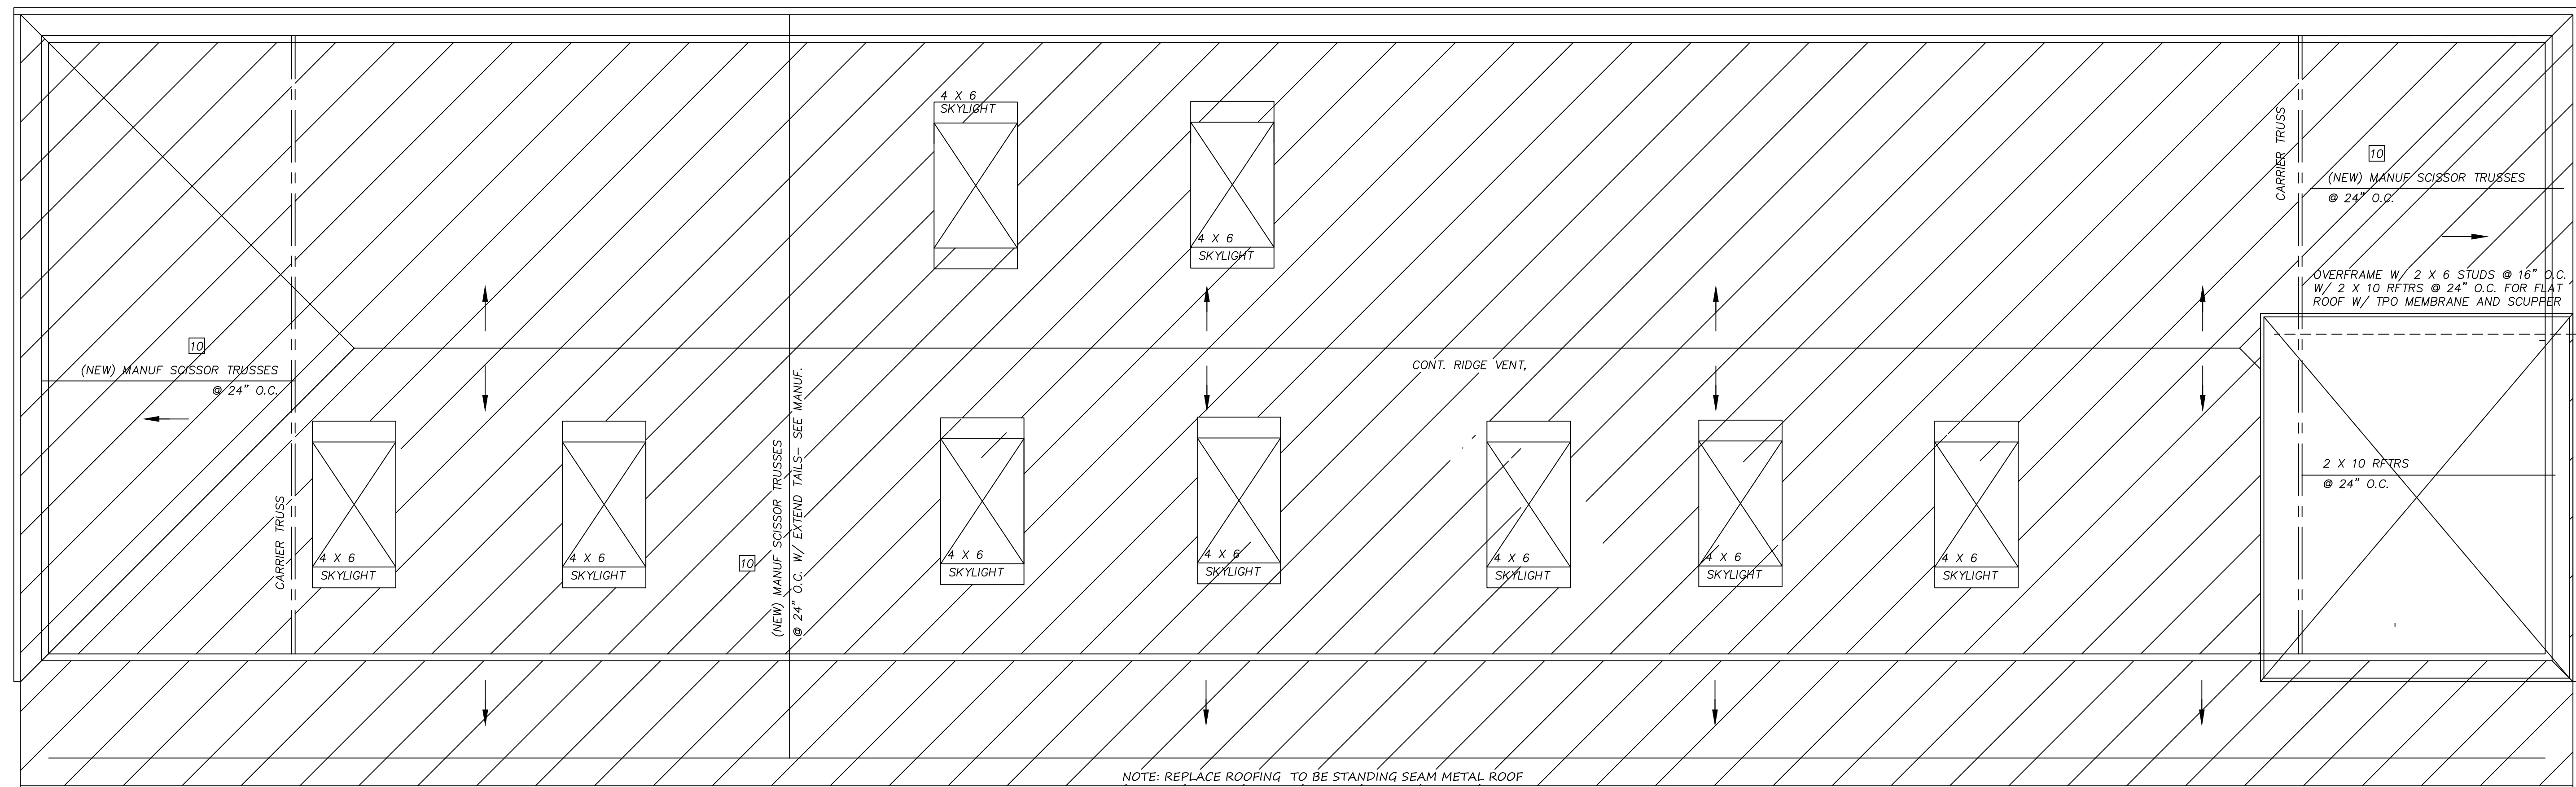 4 X 6
SKYLIGHT
4 X 6
SKYLIGHT
CARRIER TRUSS
10
(NEW) MANUF SCISSOR TRUSSES
@ 24" O.C.
OVERFRAME W/ 2 X 6 STUDS @ 16" O.C.
W/ 2 X 10 RFTRS @ 24" O.C. FOR FLAT
ROOF W/ TPO MEMBRANE AND SCUPPER
10
(NEW) MANUF SCISSOR TRUSSES
@ 24" O.C.
CONT. RIDGE VENT,
CARRIER TRUSS
4 X 6
SKYLIGHT
4 X 6
SKYLIGHT
10
(NEW) MANUF SCISSOR TRUSSES
@ 24" O.C. W/ EXTEND TAILS- SEE MANUF.
4 X 6
SKYLIGHT
4 X 6
SKYLIGHT
4 X 6
SKYLIGHT
4 X 6
SKYLIGHT
4 X 6
SKYLIGHT
2 X 10 RFTRS
@ 24" O.C.
NOTE: REPLACE ROOFING TO BE STANDING SEAM METAL ROOF